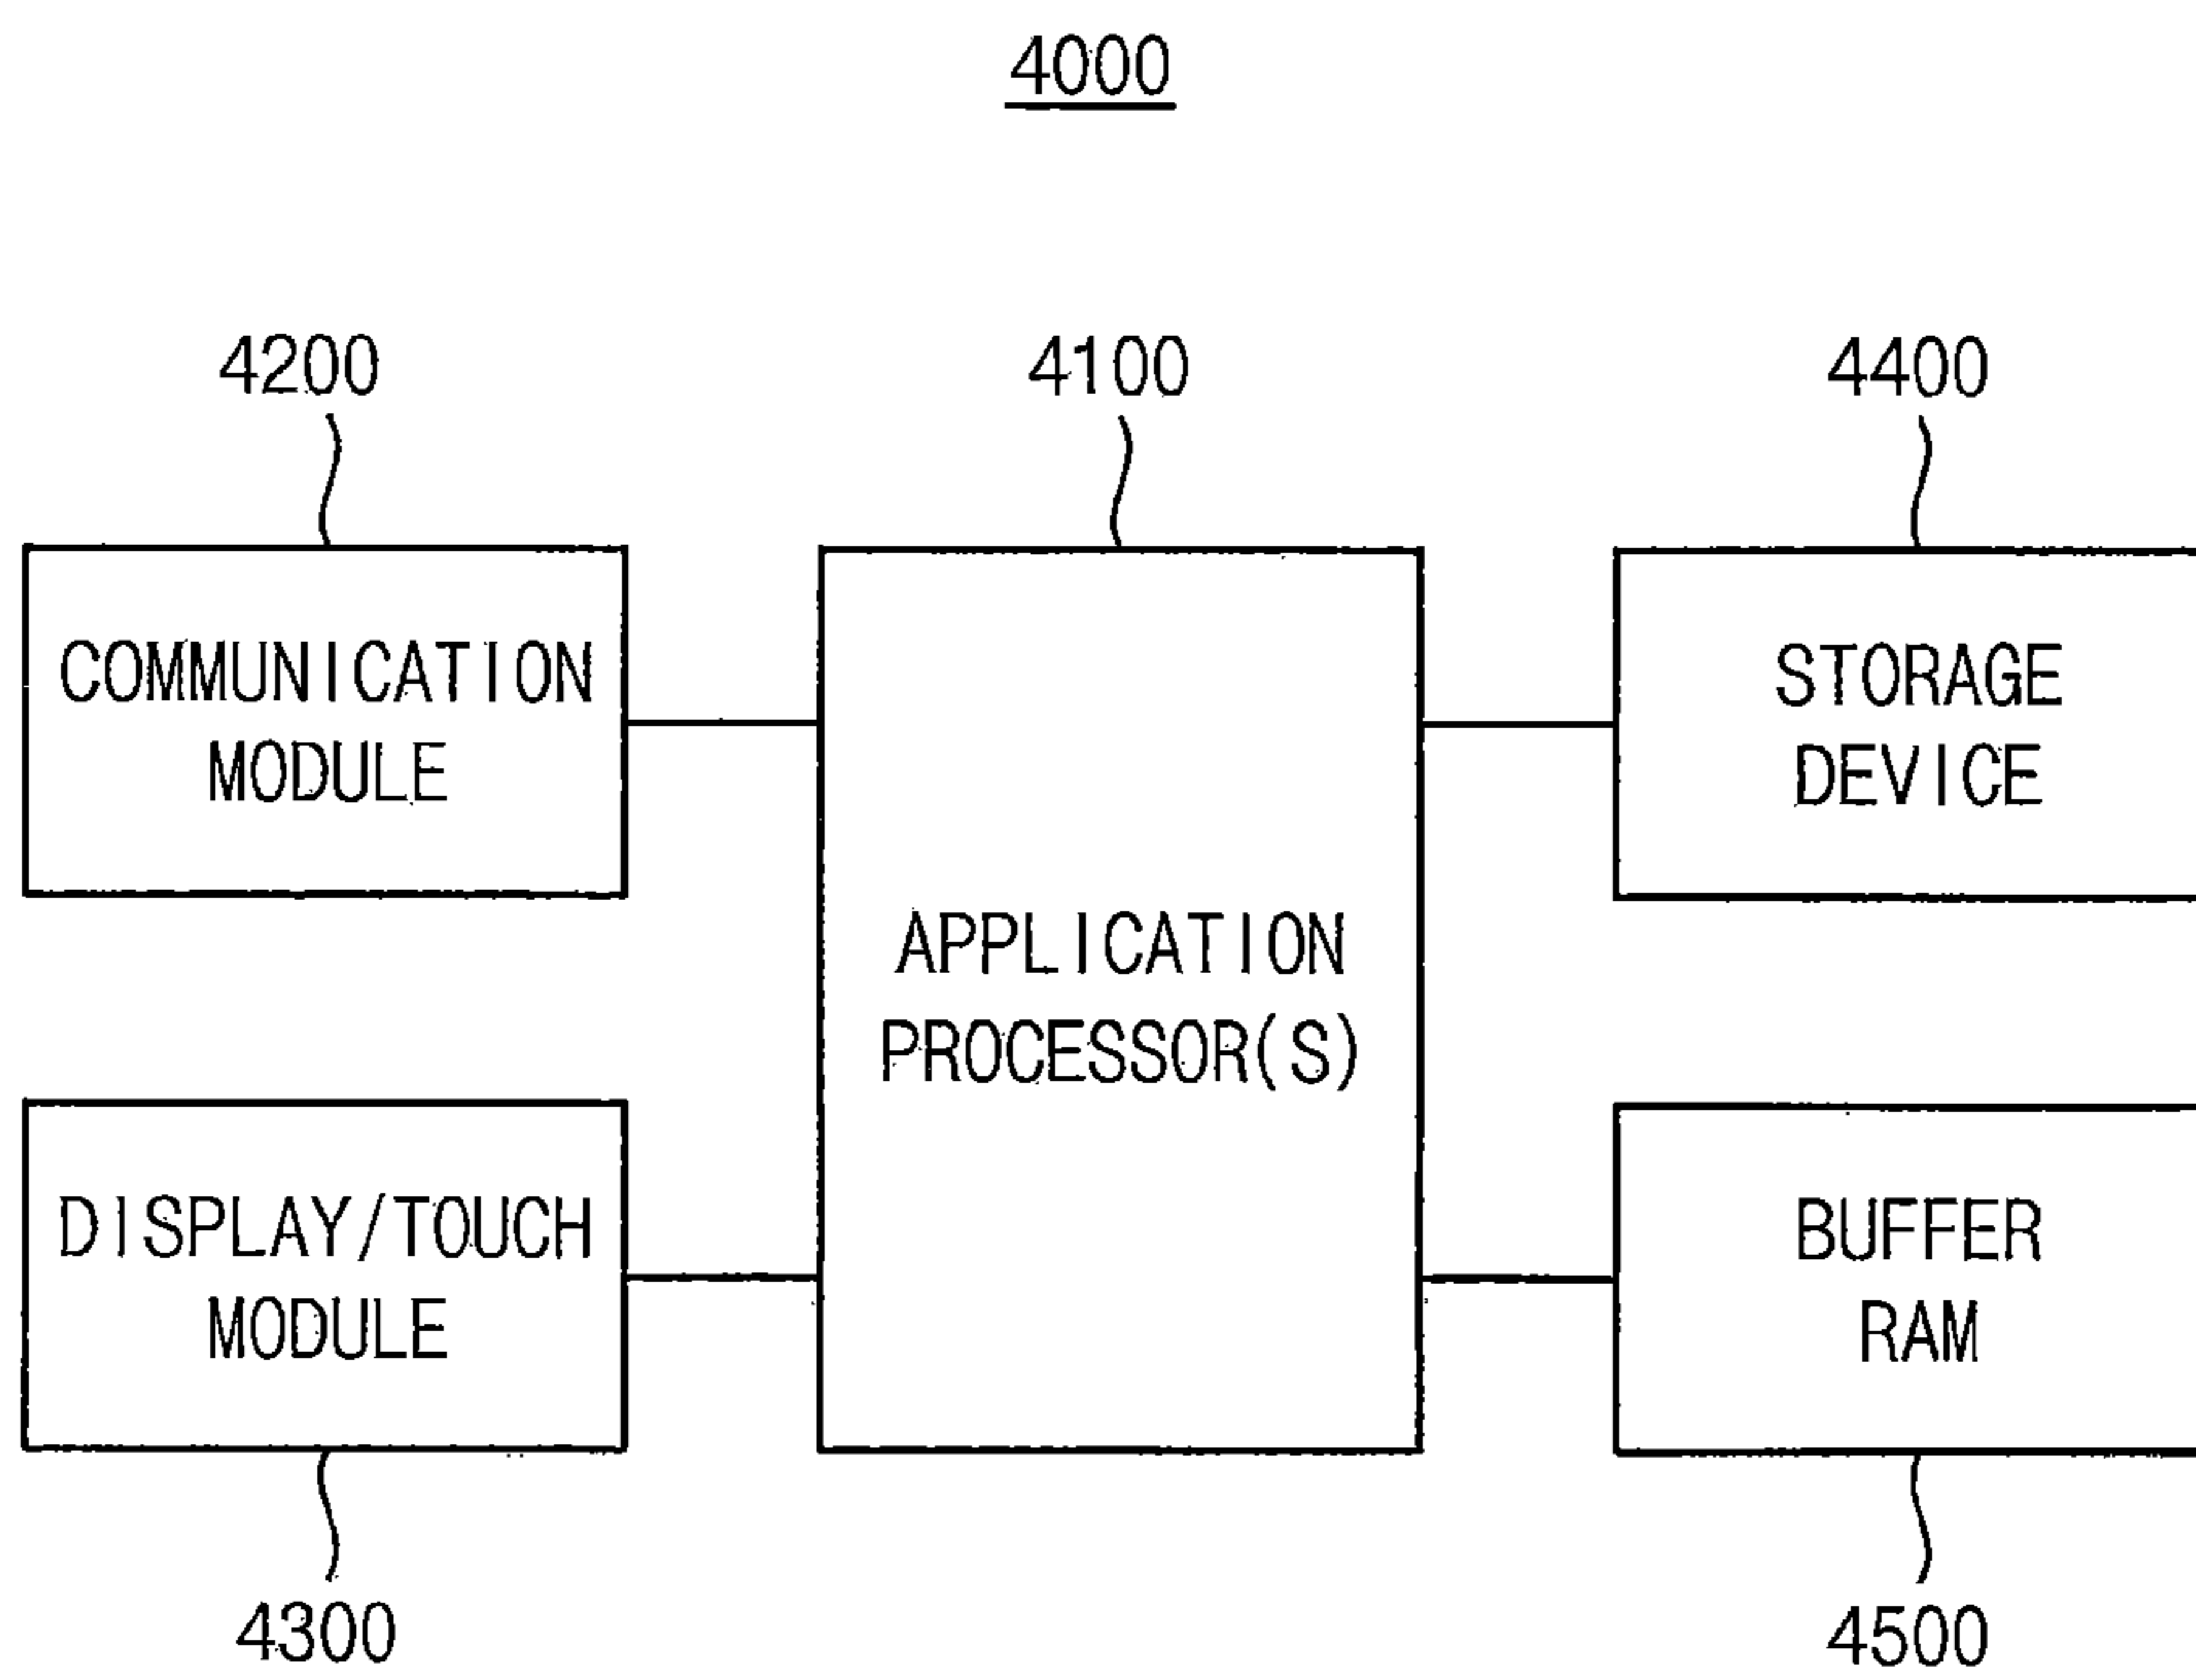 4000
4200
4100
4400
COMMUNICATION
MODULE
APPLICATION
PROCESSOR(S)
STORAGE
DEVICE
DISPLAY/TOUCH
MODULE
BUFFER
RAM
4300
4500